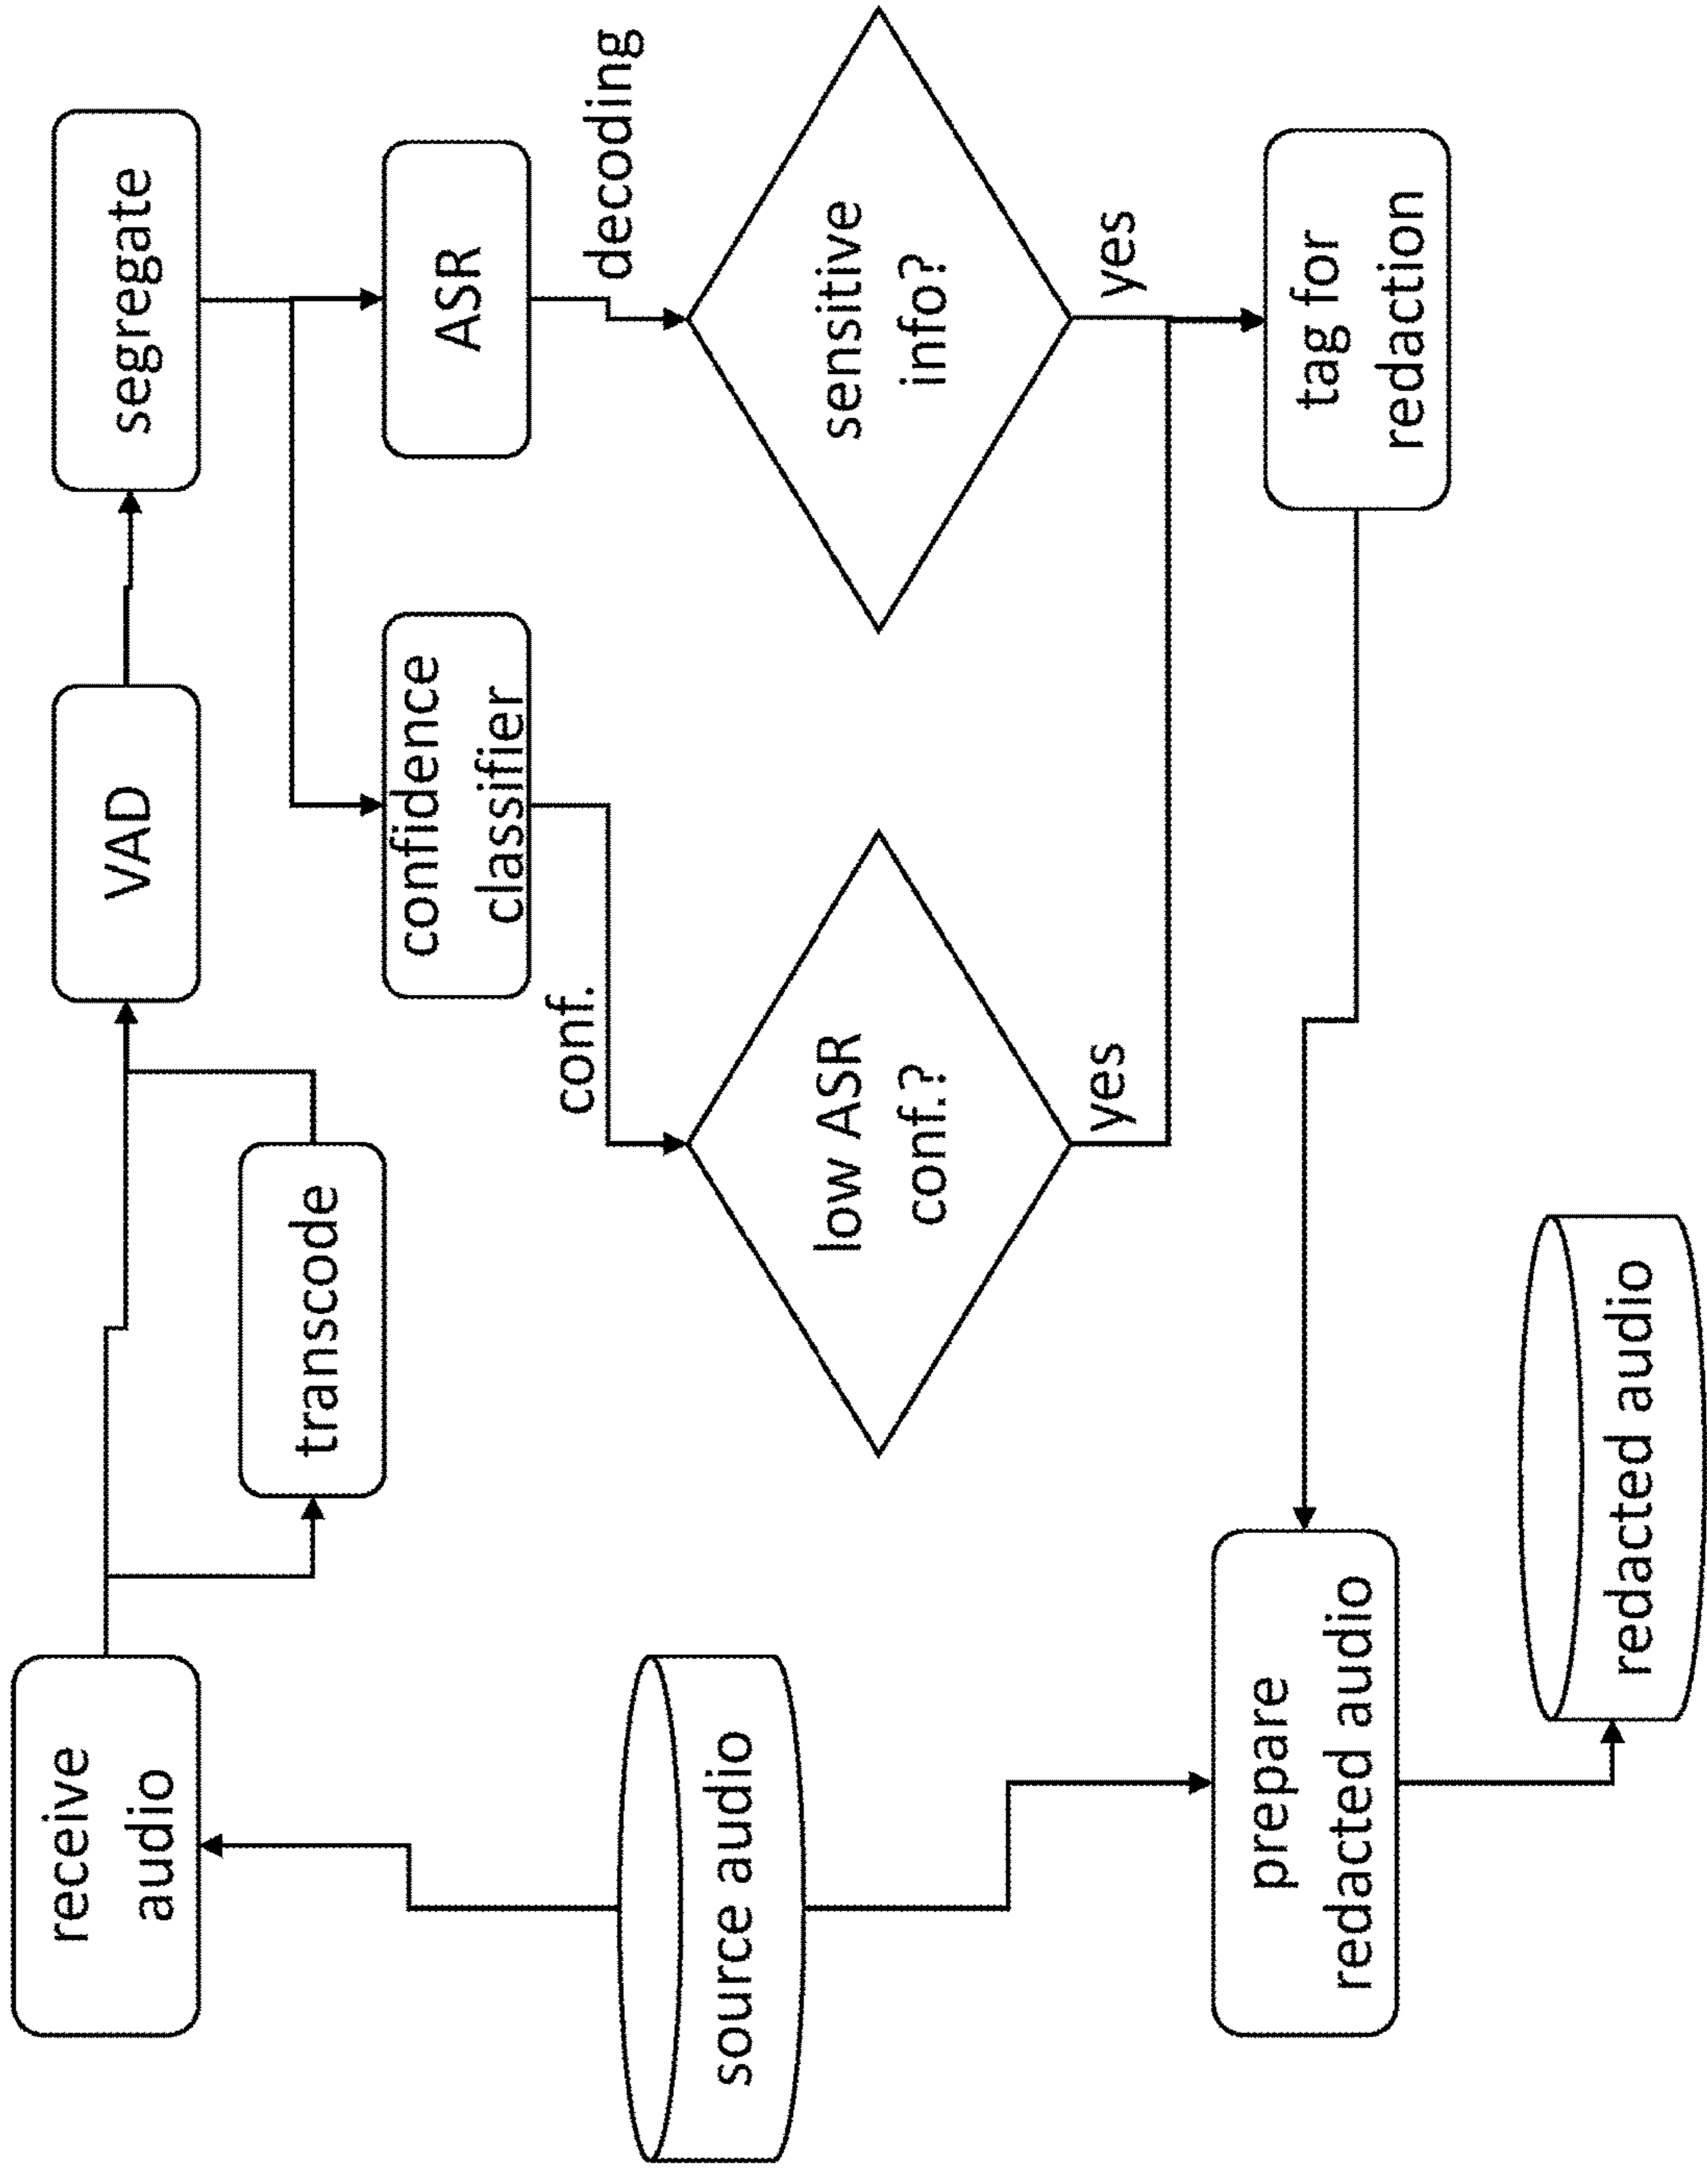 receive
audio
transcode
VAD
segregate
confidence
classifier
ASR
conf.
decoding
source audio
low ASR
conf.?
sensitive
info?
yes
yes
prepare
redacted audio
tag for
redaction
redacted audio